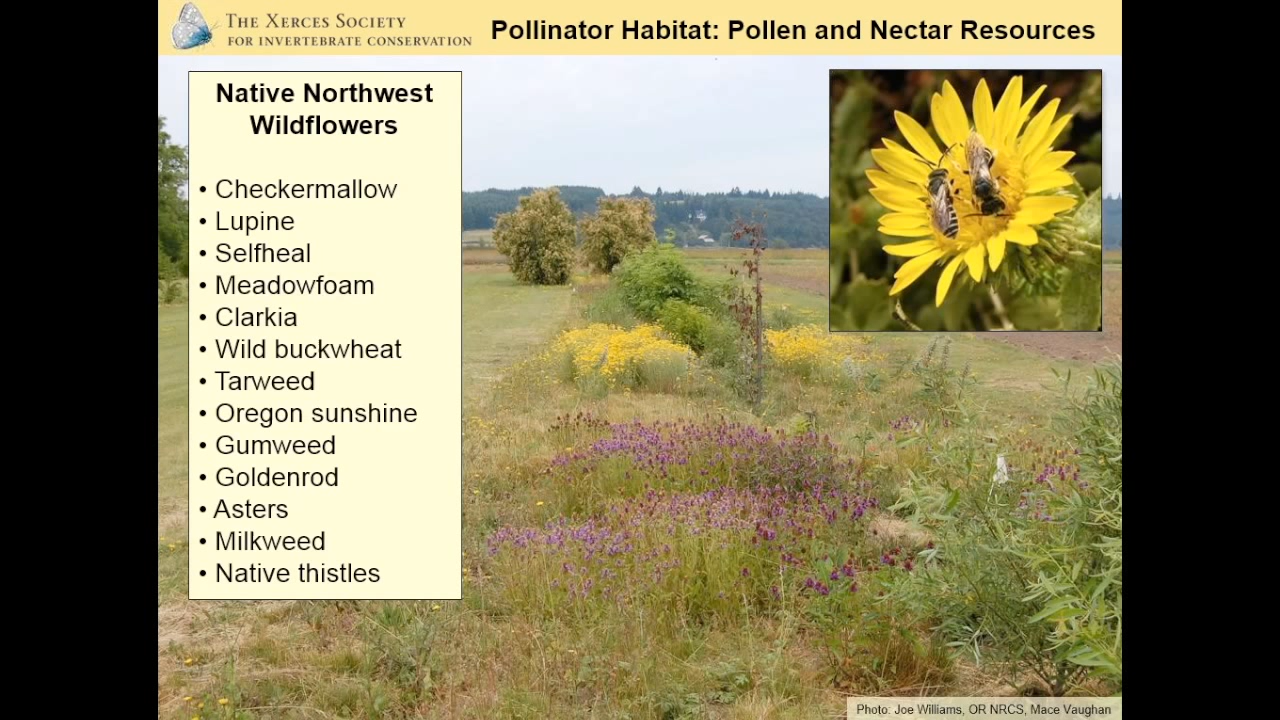 THE XERCES SOCIETY
FOR INVERTEBRATE CONSERVATION
Pollinator Habitat: Pollen and Nectar Resources
Native Northwest
Wildflowers
• Checkermallow
• Lupine
• Selfheal
• Meadowfoam
• Clarkia
• Wild buckwheat
• Tarweed
• Oregon sunshine
• Gumweed
• Goldenrod
• Asters
• Milkweed
• Native thistles
Photo: Joe Williams, OR NRCS, Mace Vaughan